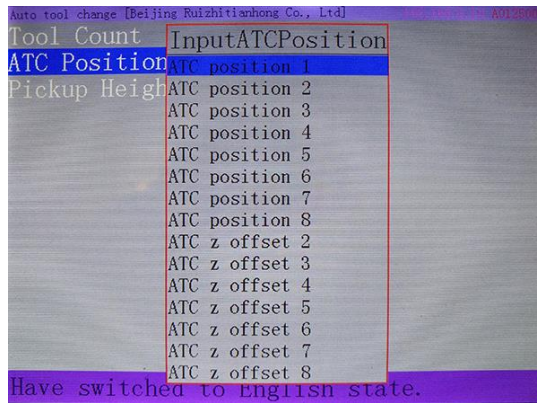 Auto tool change [Beijing Ruizhitianhong Co., Ltd]
Tool Count
ATC Position
Pickup Heigh
InputATCPosition
ATC position 1
ATC position 2
ATC position 3
ATC position 4
ATC position 5
ATC position 6
ATC position 7
ATC position 8
ATC z offset 2
ATC z offset 3
ATC z offset 4
ATC z offset 5
ATC z offset 6
ATC z offset 7
ATC z offset 8
Have switched to English state.